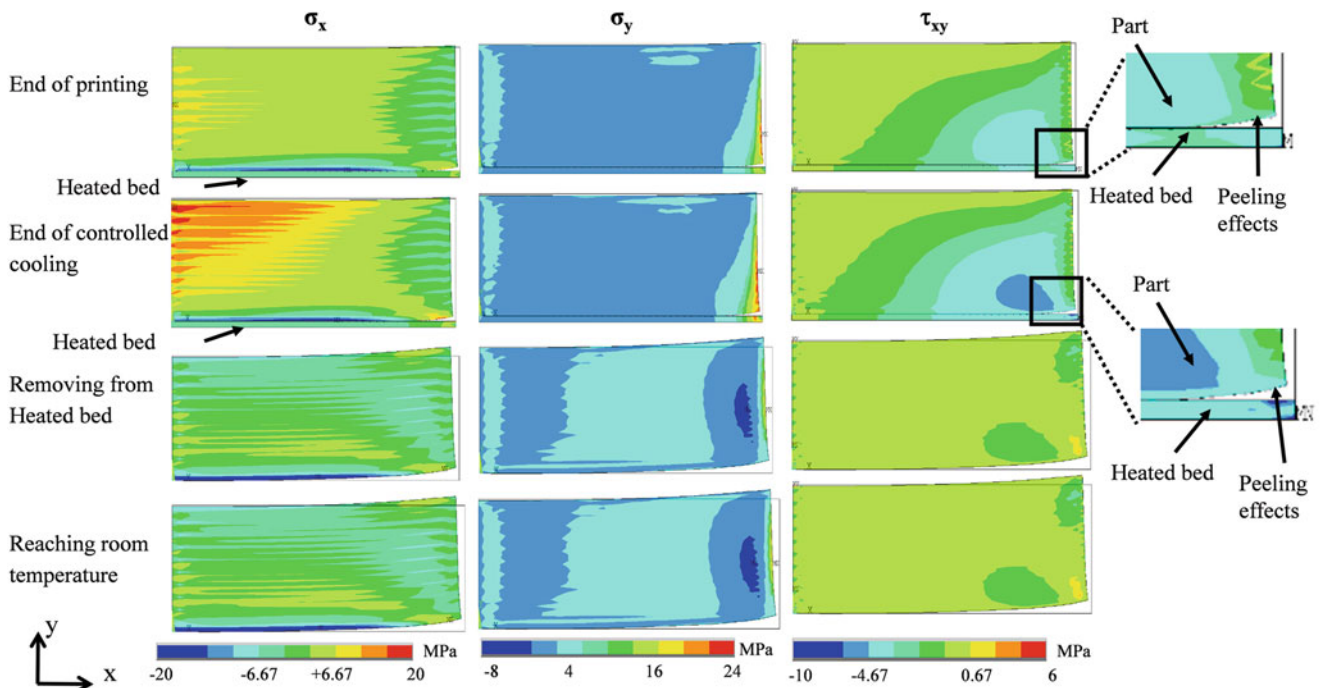 σx σy τxy
Part
End of printing
Heated bed
Heated bed
Peeling
effects
End of controlled
cooling
Part
Heated bed
Removing from
Heated bed
Heated bed
Peeling
effects
Reaching room
temperature
y
x
MPa
-20 -6.67 +6.67 20
MPa
-8 4 16 24
MPa
-10 -4.67 0.67 6